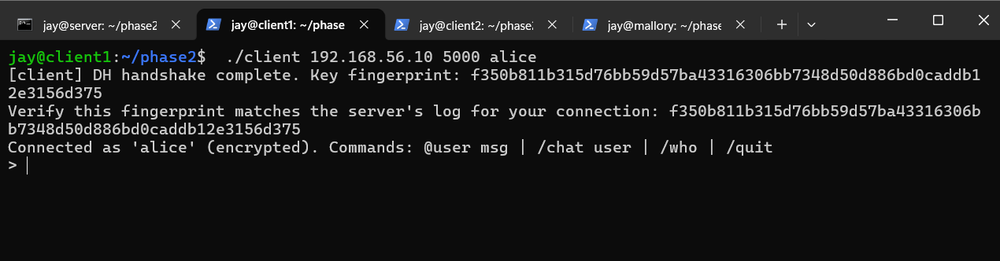 jay@server: ~/phase2
jay@client1: ~/phase
jay@client2: ~/phase
jay@mallory: ~/phase
jay@client1:~/phase2$  ./client 192.168.56.10 5000 alice
[client] DH handshake complete. Key fingerprint: f350b811b315d76bb59d57ba43316306bb7348d50d886bd0caddb1
2e3156d375
Verify this fingerprint matches the server's log for your connection: f350b811b315d76bb59d57ba43316306b
b7348d50d886bd0caddb12e3156d375
Connected as 'alice' (encrypted). Commands: @user msg | /chat user | /who | /quit
>